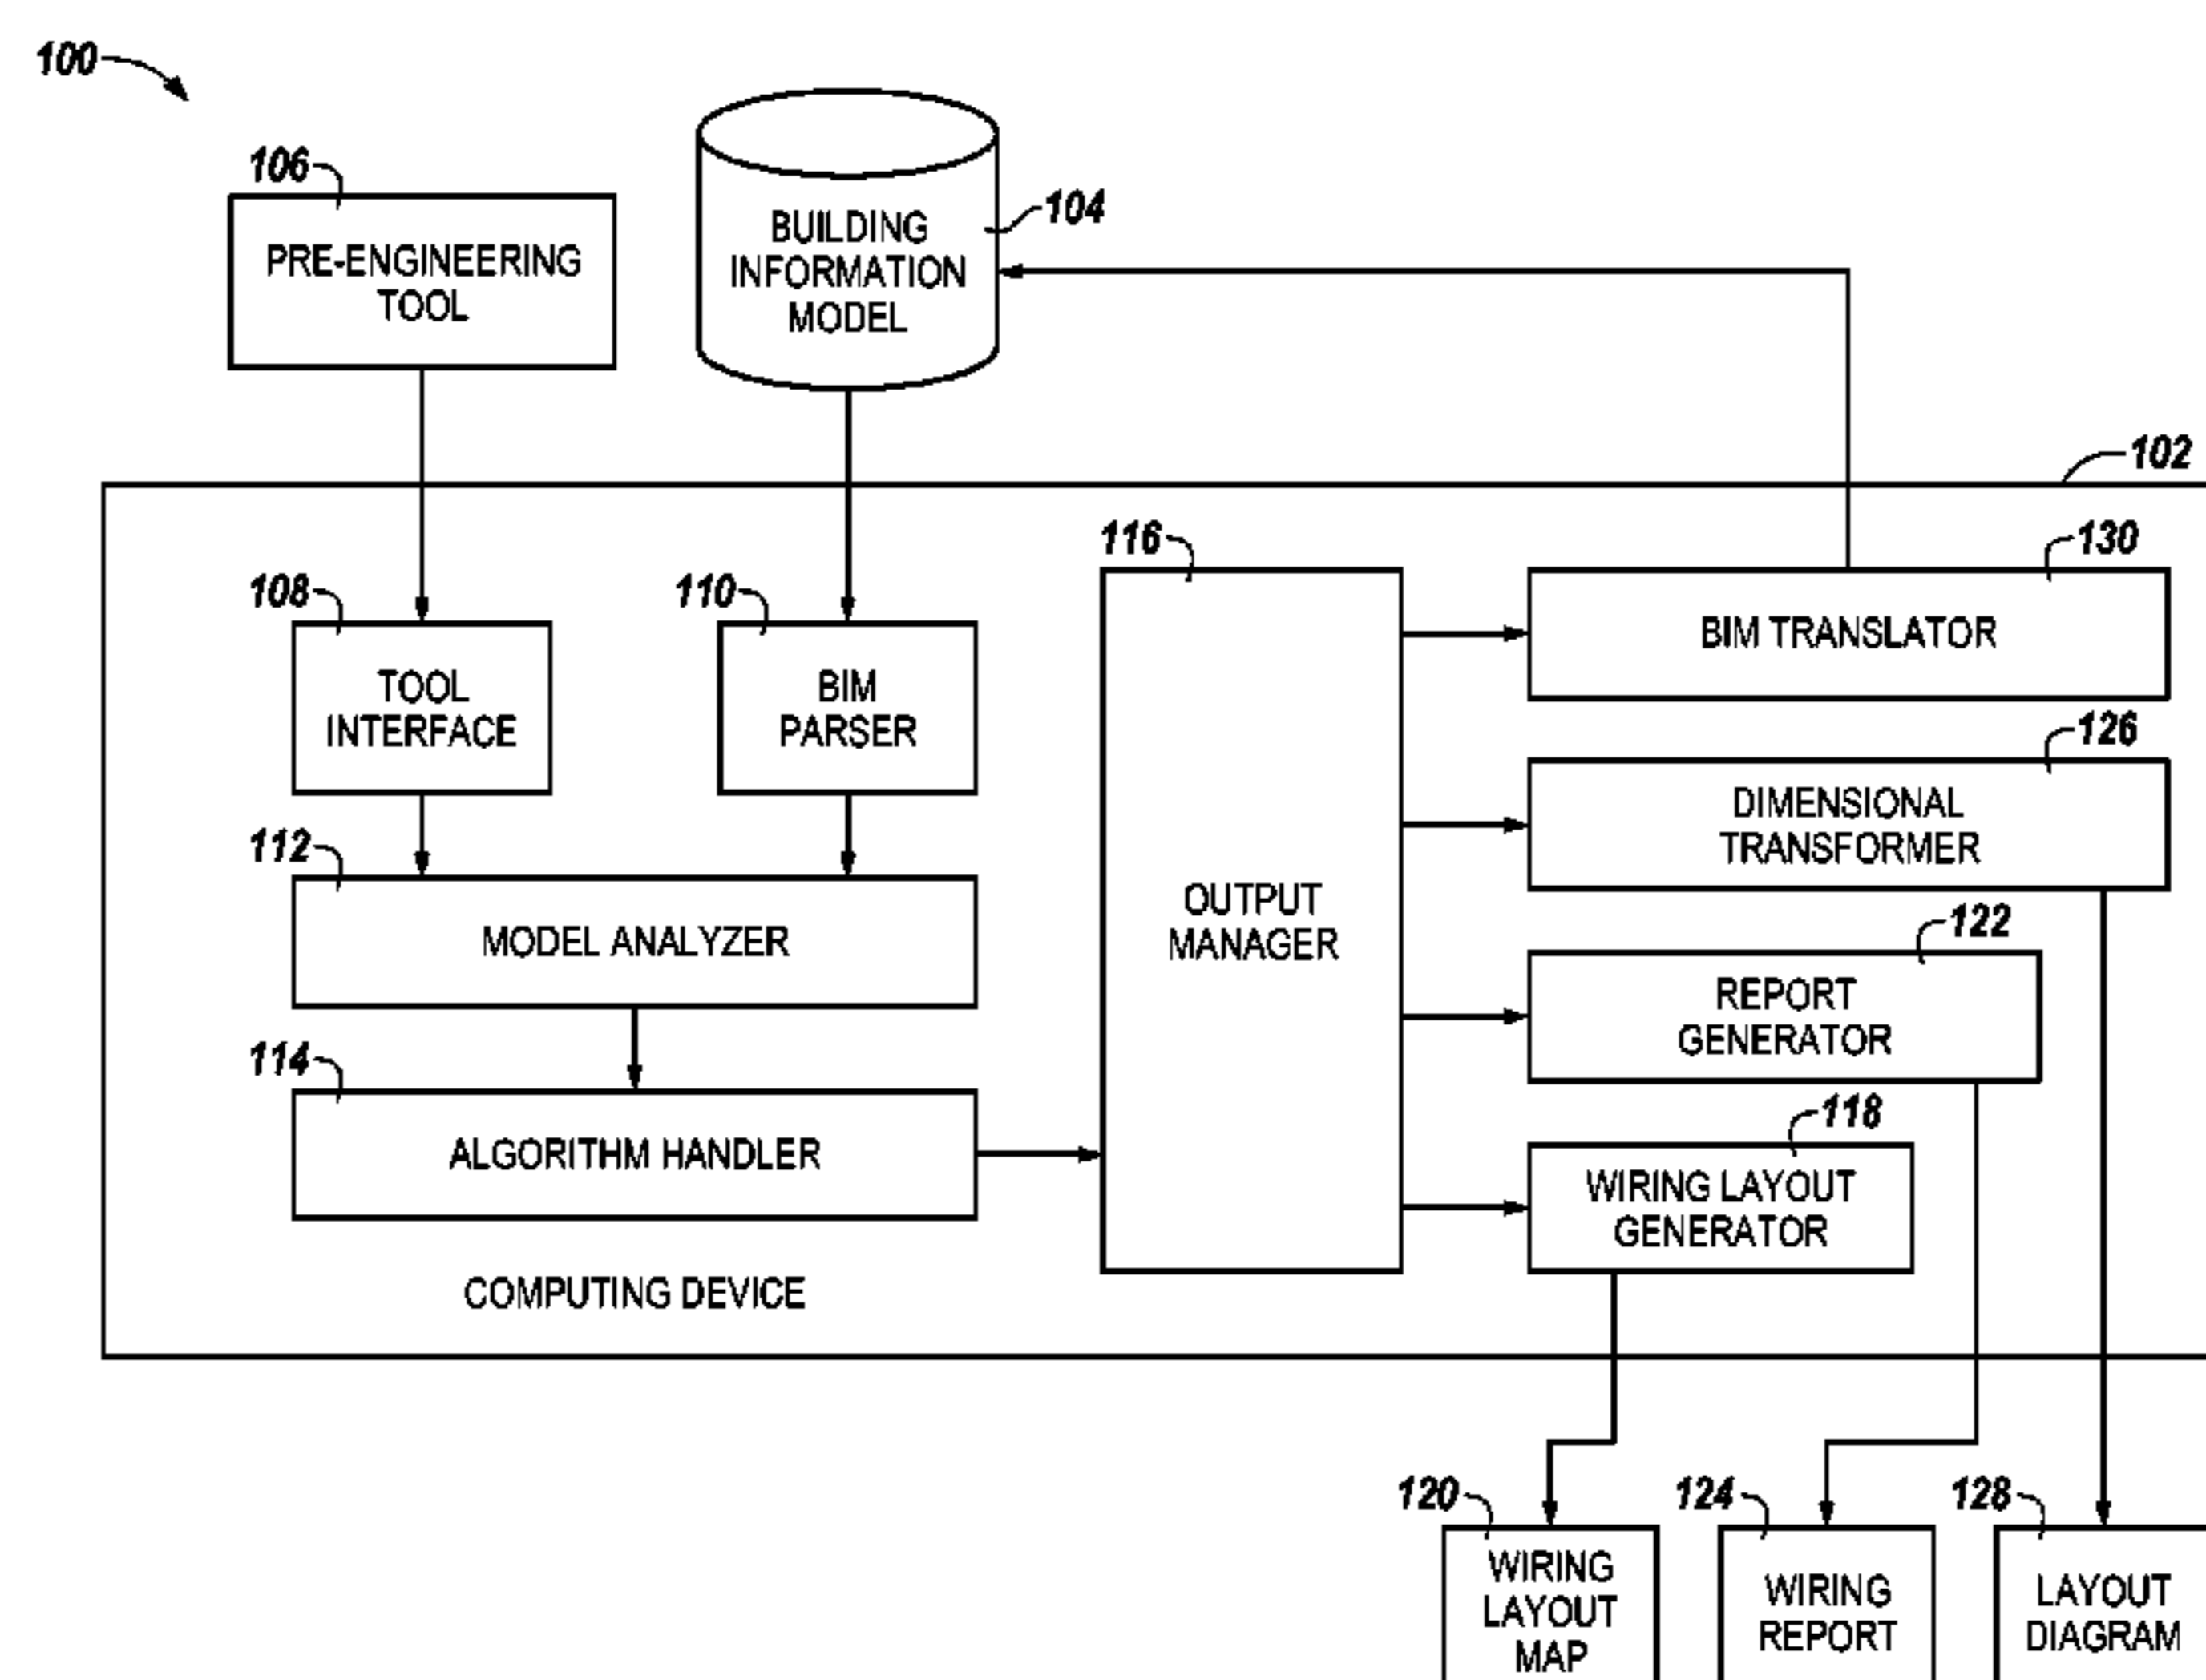 100
106
PRE-ENGINEERING
TOOL
BUILDING
INFORMATION
MODEL
104
102
108
TOOL
INTERFACE
110
BIM
PARSER
116
OUTPUT
MANAGER
130
BIM TRANSLATOR
126
DIMENSIONAL
TRANSFORMER
112
MODEL ANALYZER
122
REPORT
GENERATOR
114
ALGORITHM HANDLER
118
WIRING LAYOUT
GENERATOR
COMPUTING DEVICE
120
WIRING
LAYOUT
MAP
124
WIRING
REPORT
128
LAYOUT
DIAGRAM